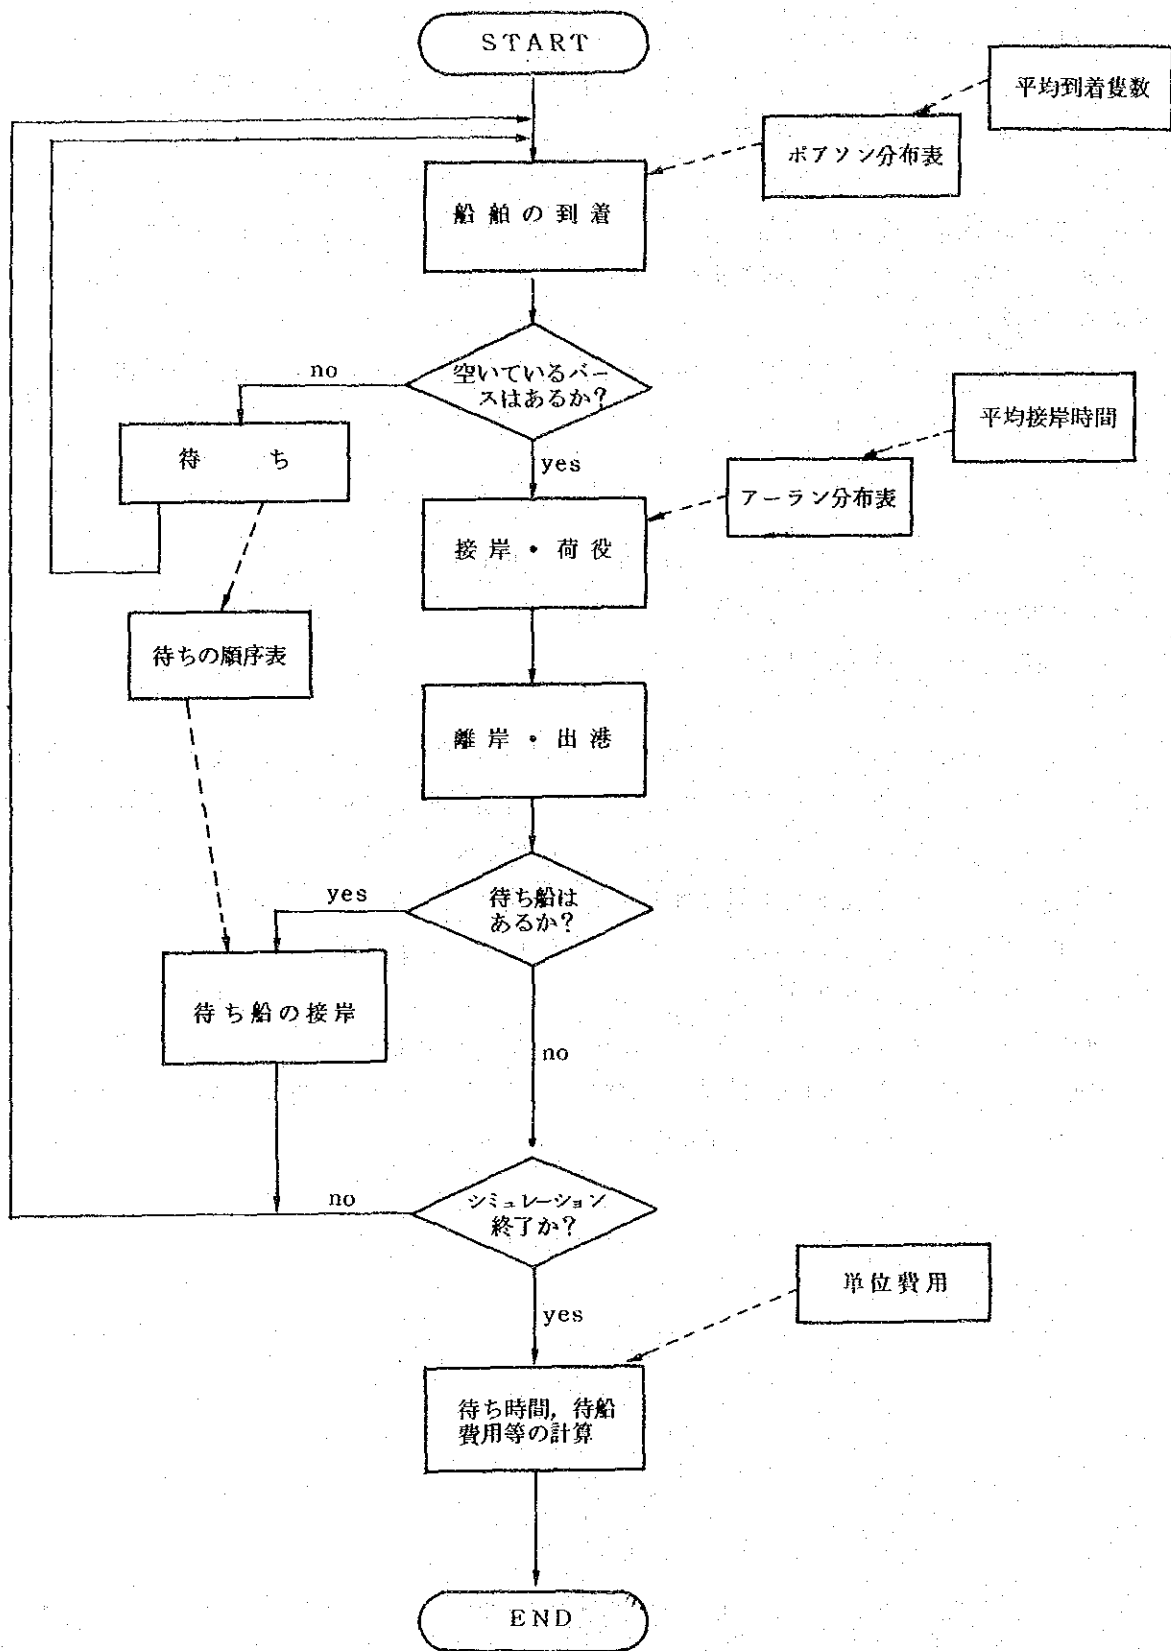 START
平均到着隻数
ポアソン分布表
船舶の到着
no
空いているバー
スはあるか?
yes
待ち
平均接岸時間
アーラン分布表
接岸・荷役
待ちの順序表
離岸・出港
yes
待ち船は
あるか?
no
待ち船の接岸
no
シミュレーション
終了か?
yes
単位費用
待ち時間,待船
費用等の計算
END